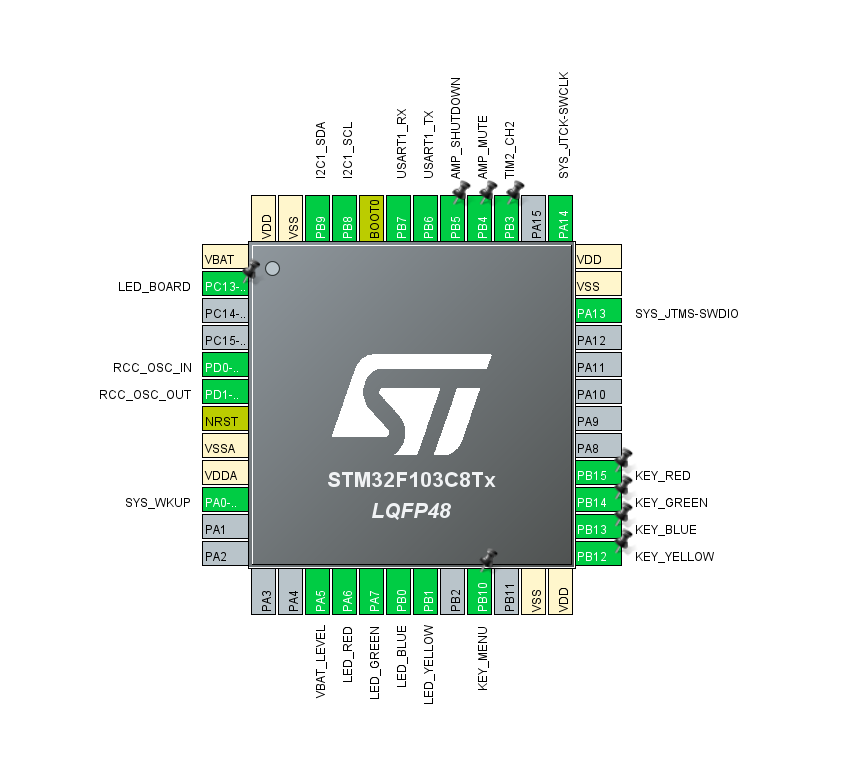 I2C1_SDA
I2C1_SCL
USART1_RX
USART1_TX
AMP_SHUTDOWN
AMP_MUTE
TIM2_CH2
SYS_JTCK-SWCLK
VDD
VSS
PB9
PB8
BOOT0
PB7
PB6
PB5
PB4
PB3
PA15
PA14
LED_BOARD
RCC_OSC_IN
RCC_OSC_OUT
SYS_WKUP
VBAT
PC13-..
PC14-..
PC15-..
PD0-..
PD1-..
NRST
VSSA
VDDA
PA0-..
PA1
PA2
STM32F103C8Tx
LQFP48
VDD
VSS
PA13
PA12
PA11
PA10
PA9
PA8
PB15
PB14
PB13
PB12
SYS_JTMS-SWDIO
KEY_RED
KEY_GREEN
KEY_BLUE
KEY_YELLOW
PA3
PA4
PA5
PA6
PA7
PB0
PB1
PB2
PB10
PB11
VSS
VDD
VBAT_LEVEL
LED_RED
LED_GREEN
LED_BLUE
LED_YELLOW
KEY_MENU